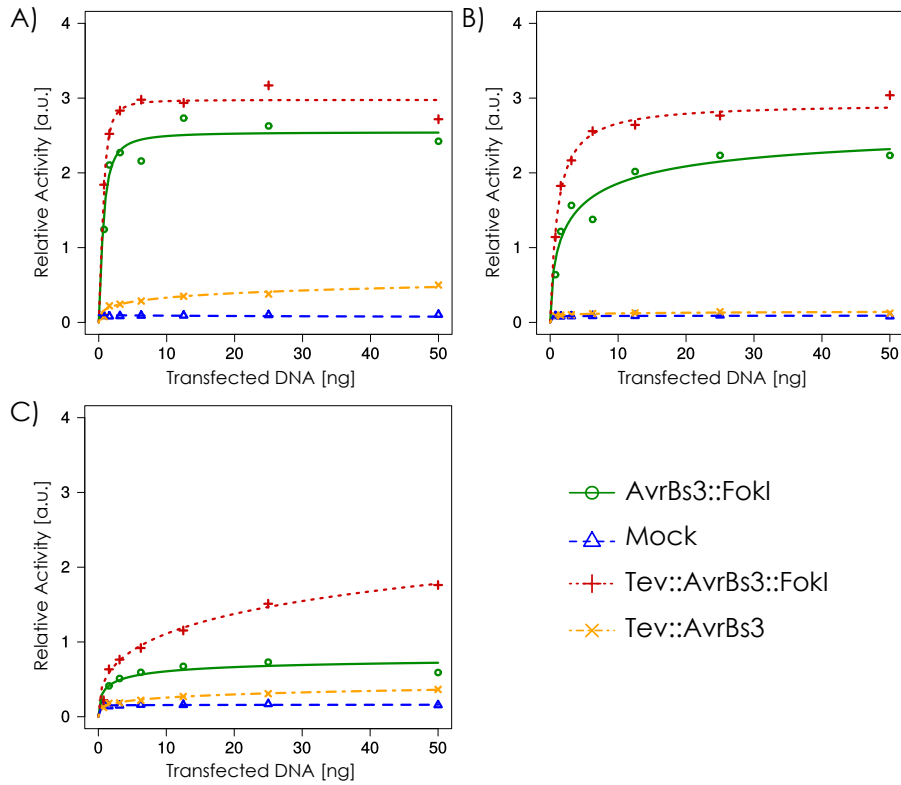 A)
4
3
2
1
0
Relative Activity [a.u.]
0 10 20 30 40 50
Transfected DNA [ng]
B)
4
3
2
1
0
Relative Activity [a.u.]
0 10 20 30 40 50
Transfected DNA [ng]
C)
4
3
2
1
0
Relative Activity [a.u.]
0 10 20 30 40 50
Transfected DNA [ng]
AvrBs3::FokI
Mock
Tev::AvrBs3::FokI
Tev::AvrBs3